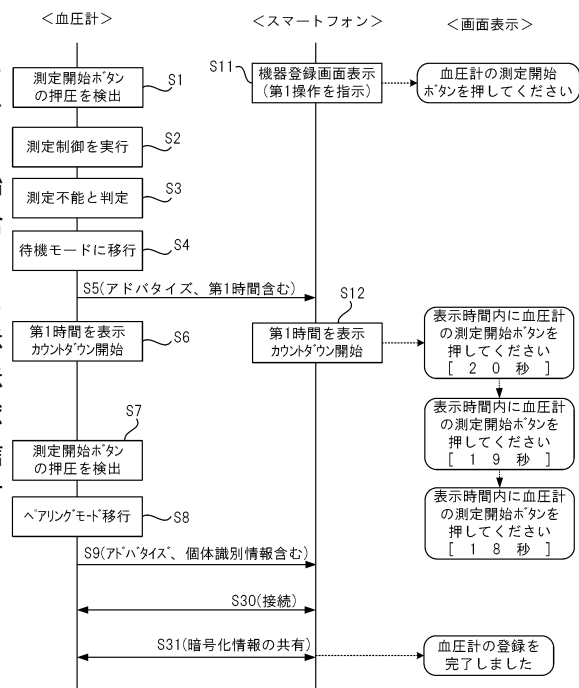 ＜血圧計＞
＜スマートフォン＞
＜画面表示＞
測定開始ボタン
の押圧を検出
S1
S11
機器登録画面表示
(第1操作を指示)
血圧計の測定開始
ボタンを押してください
測定制御を実行
S2
測定不能と判定
S3
待機モードに移行
S4
S5(アドバタイズ、第1時間含む)
第1時間を表示
カウントダウン開始
S6
S12
第1時間を表示
カウントダウン開始
表示時間内に血圧計
の測定開始ボタンを
押してください
[ 20秒 ]
表示時間内に血圧計
の測定開始ボタンを
押してください
[ 19秒 ]
表示時間内に血圧計
の測定開始ボタンを
押してください
[ 18秒 ]
S7
測定開始ボタン
の押圧を検出
ペアリングモード移行
S8
S9(アドバタイズ、個体識別情報含む)
S30(接続)
S31(暗号化情報の共有)
血圧計の登録を
完了しました